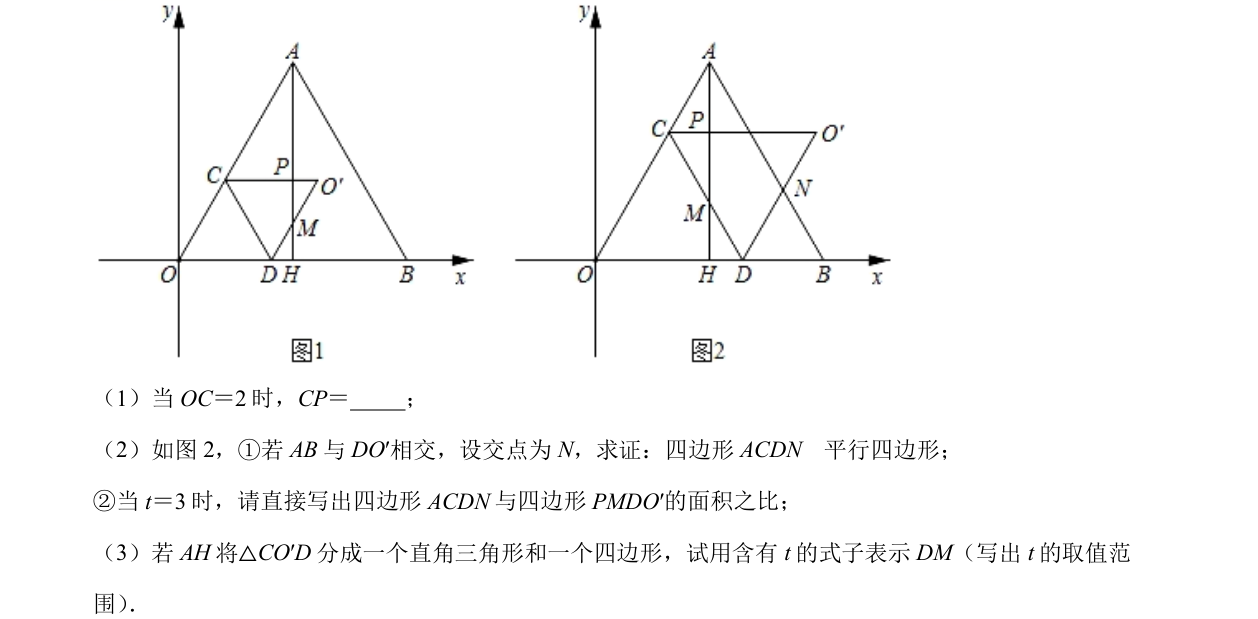 y
A
C
P
O′
M
O
D
H
B
x
图1
y
A
C
P
O′
N
M
O
H
D
B
x
图2
（1）当 OC＝2 时，CP＝_____；
（2）如图 2，①若 AB 与 DO′相交，设交点为 N，求证：四边形 ACDN 平行四边形；
②当 t＝3 时，请直接写出四边形 ACDN 与四边形 PMDO′的面积之比；
（3）若 AH 将△CO′D 分成一个直角三角形和一个四边形，试用含有 t 的式子表示 DM（写出 t 的取值范
围）.